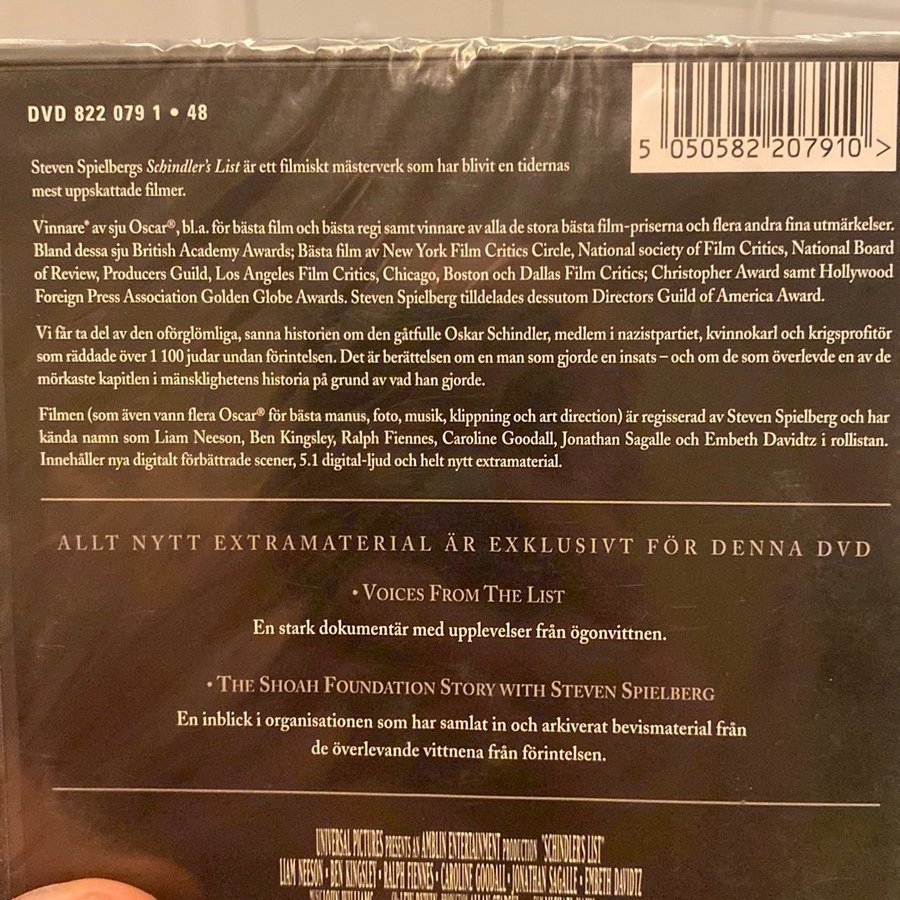 DVD 822 079 1 • 48
5 050582 207910 >
Steven Spielbergs Schindler's List är ett filmiskt mästerverk som har blivit en tidernas
mest uppskattade filmer.
Vinnare* av sju Oscar®, bl.a. för bästa film och bästa regi samt vinnare av alla de stora bästa film-priserna och flera andra fina utmärkelser.
Bland dessa sju British Academy Awards; Bästa film av New York Film Critics Circle, National society of Film Critics, National Board
of Review, Producers Guild, Los Angeles Film Critics, Chicago, Boston och Dallas Film Critics; Christopher Award samt Hollywood
Foreign Press Association Golden Globe Awards. Steven Spielberg tilldelades dessutom Directors Guild of America Award.
Vi får ta del av den oförglömliga, sanna historien om den gåtfulle Oskar Schindler, medlem i nazistpartiet, kvinnokarl och krigsprofitör
som räddade över 1 100 judar undan förintelsen. Det är berättelsen om en man som gjorde en insats – och om de som överlevde en av de
mörkaste kapitlen i mänsklighetens historia på grund av vad han gjorde.
Filmen (som även vann flera Oscar® för bästa manus, foto, musik, klippning och art direction) är regisserad av Steven Spielberg och har
kända namn som Liam Neeson, Ben Kingsley, Ralph Fiennes, Caroline Goodall, Jonathan Sagalle och Embeth Davidtz i rollistan.
Innehåller nya digitalt förbättrade scener, 5.1 digital-ljud och helt nytt extramaterial.
ALLT NYTT EXTRAMATERIAL ÄR EXKLUSIVT FÖR DENNA DVD
• VOICES FROM THE LIST
En stark dokumentär med upplevelser från ögonvittnen.
• THE SHOAH FOUNDATION STORY WITH STEVEN SPIELBERG
En inblick i organisationen som har samlat in och arkiverat bevismaterial från
de överlevande vittnena från förintelsen.
UNIVERSAL PICTURES PRESENTS AN AMBLIN ENTERTAINMENT PRODUCTION "SCHINDLER'S LIST"
LIAM NEESON • BEN KINGSLEY • RALPH FIENNES • CAROLINE GOODALL • JONATHAN SAGALLE • EMBETH DAVIDTZ